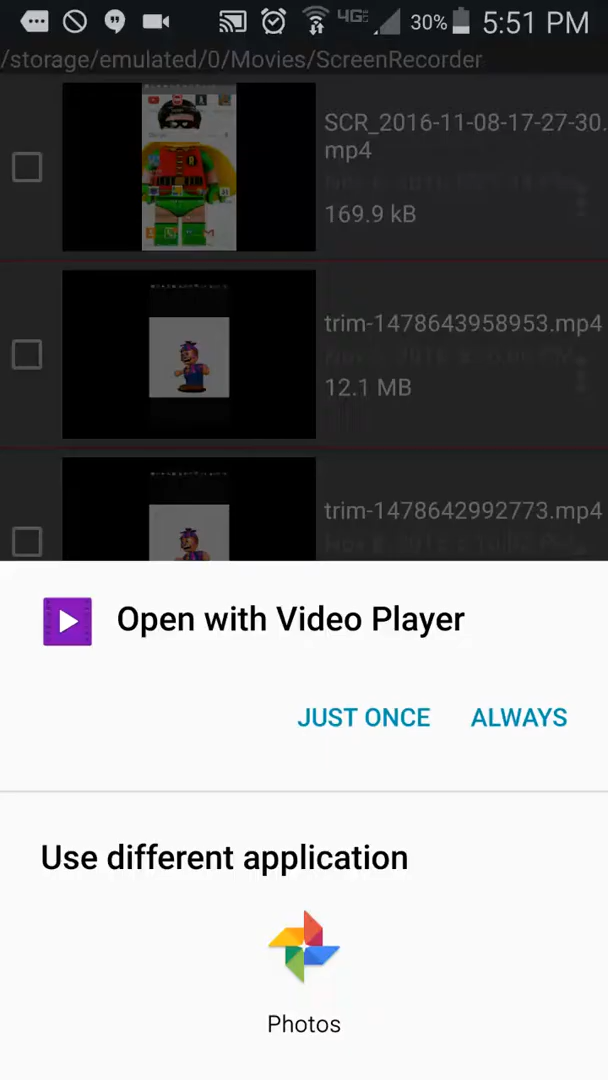 4G
30%
5:51 PM
/storage/emulated/0/Movies/ScreenRecorder
SCR_2016-11-08-17-27-30.
mp4
169.9 kB
trim-1478643958953.mp4
12.1 MB
trim-1478642992773.mp4
Open with Video Player
JUST ONCE
ALWAYS
Use different application
Photos